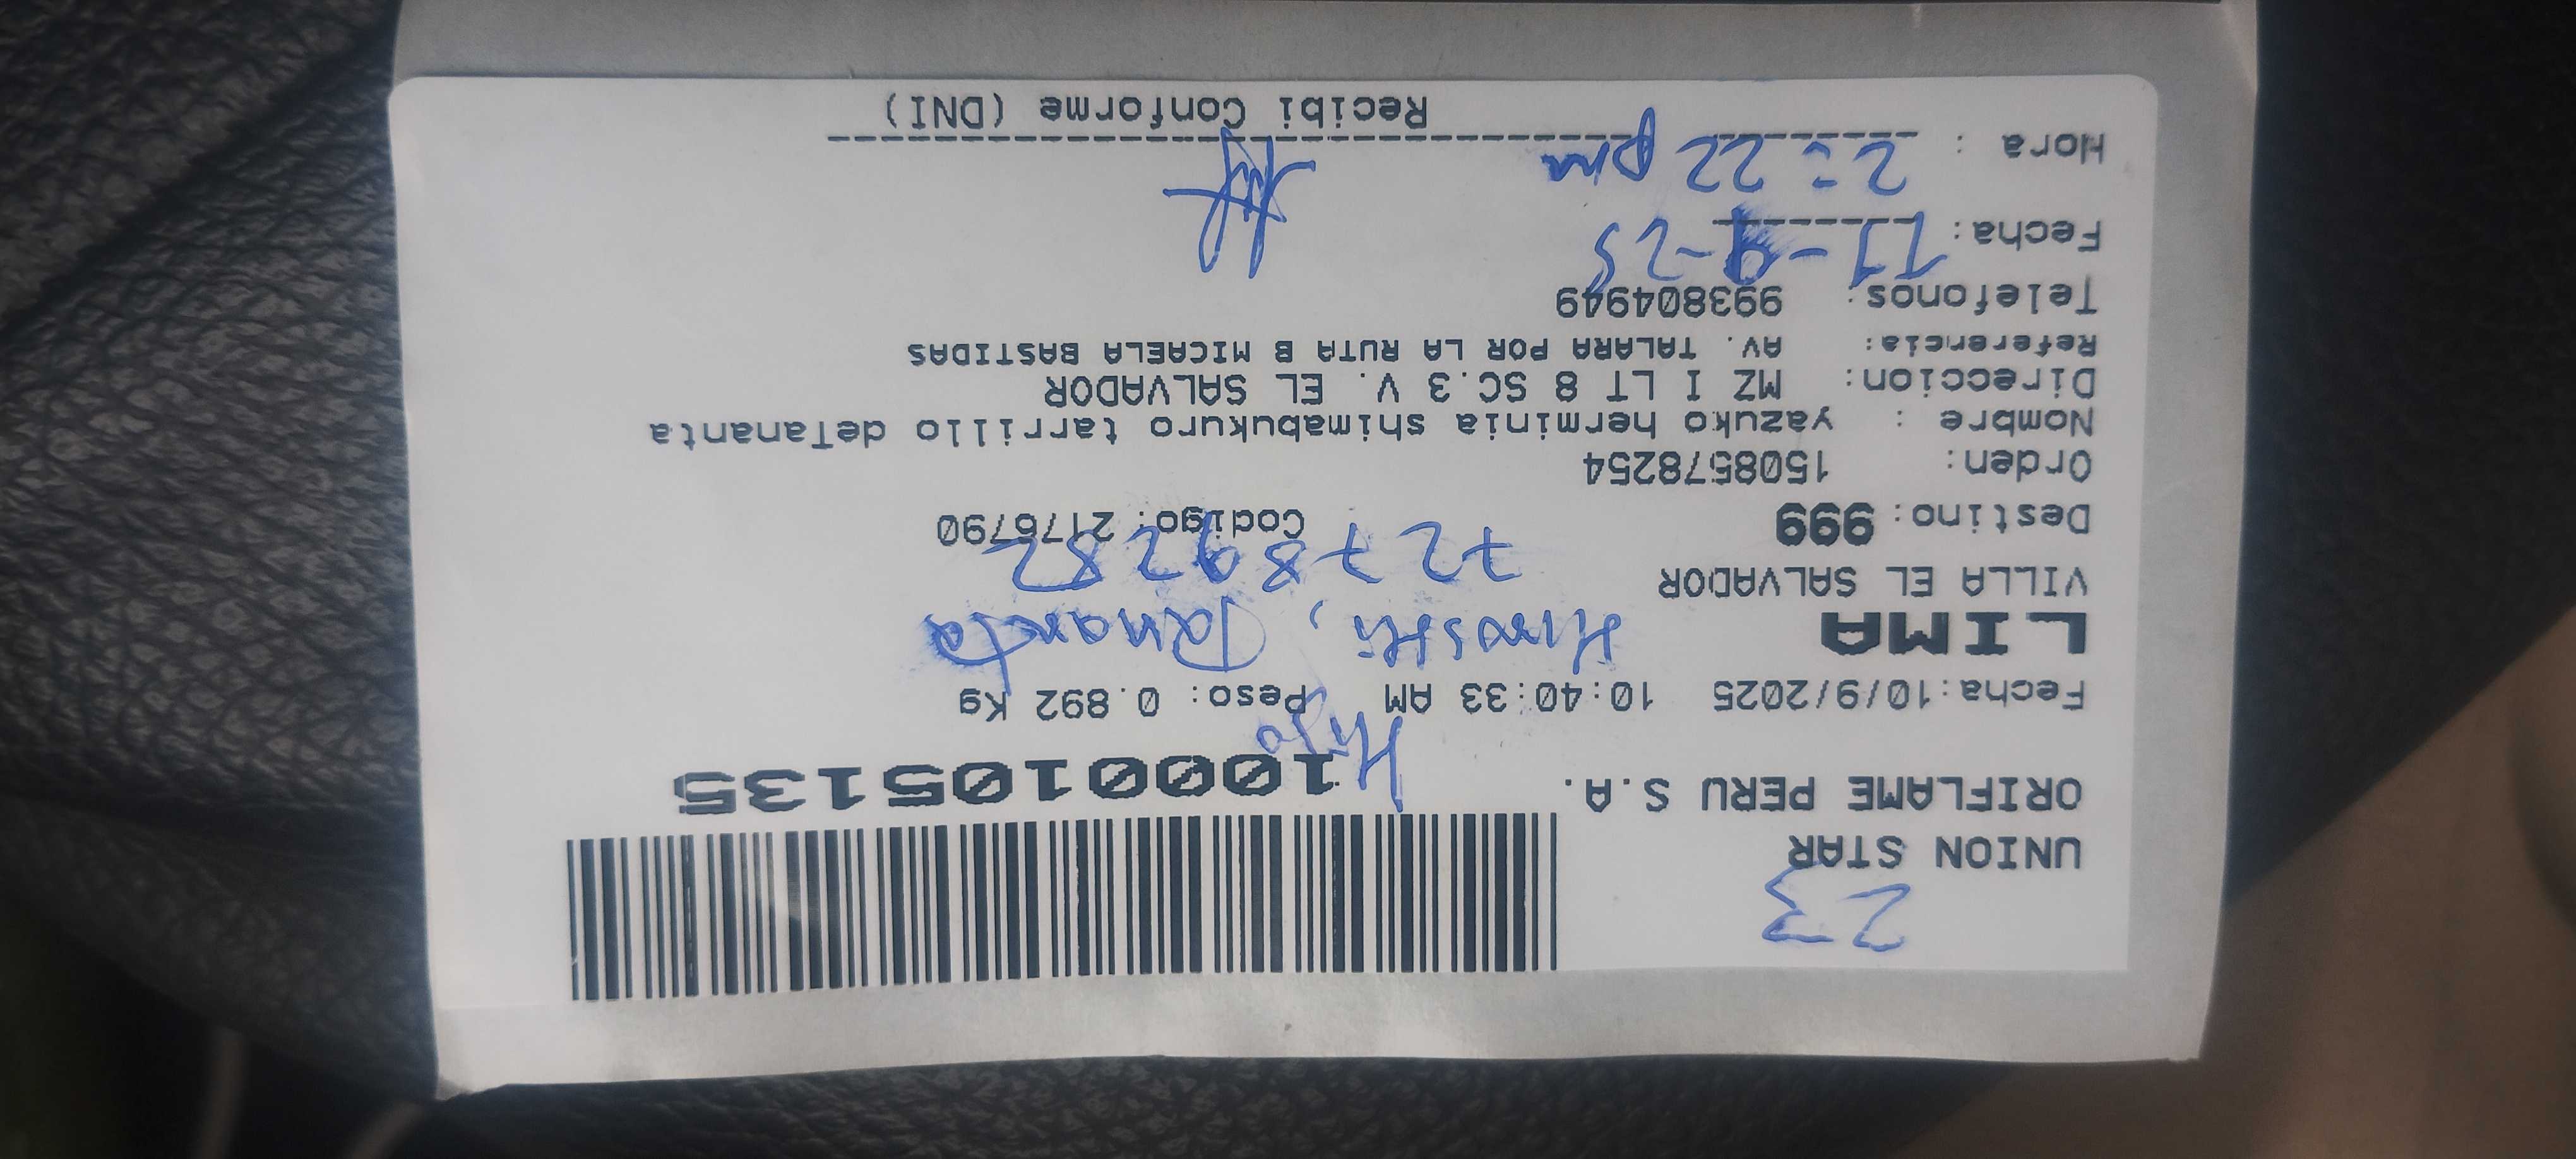 23
UNION STAR
ORIFLAME PERU S.A.
1000105135
Hijo
Fecha:10/9/2025 10:40:33 AM Peso: 0.892 Kg
LIMA
Hiroshi, Tananta
VILLA EL SALVADOR
72789282
Destino: 999 Codigo: 2176790
Orden: 1508578254
Nombre : yazuko herminia shimabukuro tarrillo deTananta
Direccion: MZ I LT 8 SC.3 V. EL SALVADOR
Referencia: AV. TALARA POR LA RUTA B MICAELA BASTIDAS
Telefonos: 993804949
Fecha: 11-9-25
Hora : 2:22 pm
Recibi Conforme (DNI)